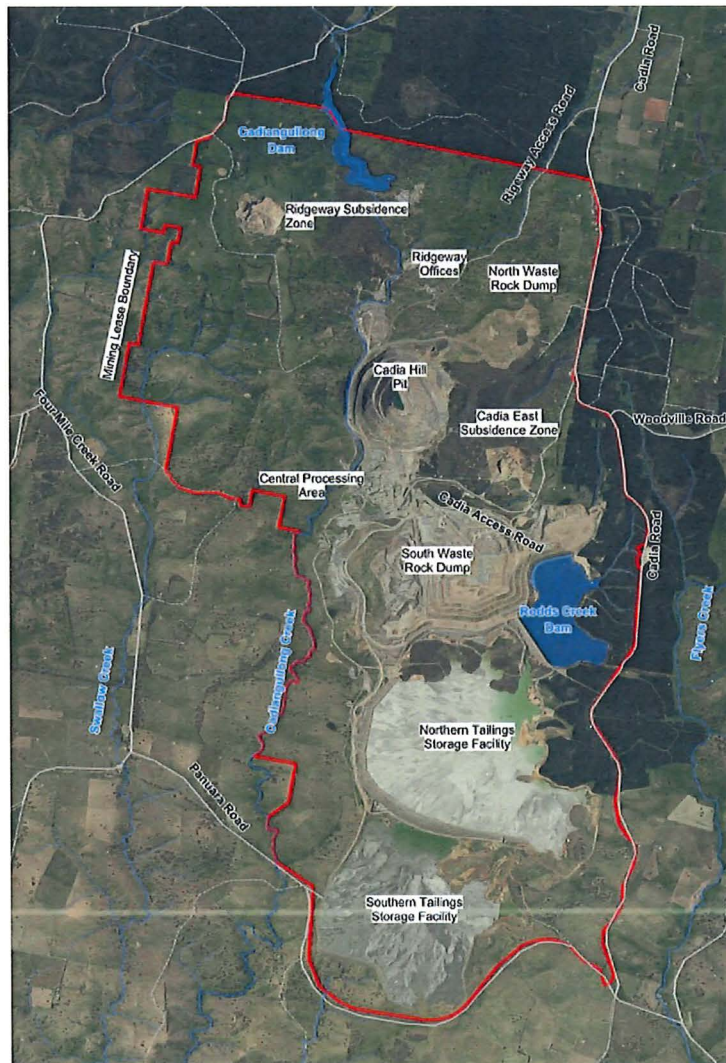 Cadia Road
Cadiangullong
Dam
Rigeway Access Road
Ridgeway Subsidence
Zone
Ridgeway
Offices
North Waste
Rock Dump
Mining Lease Boundary
Cadia Hill
Pit
Four Mile Creek Road
Cadia East
Subsidence Zone
Woodville Road
Central Processing
Area
Cadia Access Road
South Waste
Rock Dump
Cadia Road
Rodds Creek
Dam
Flyers Creek
Cadiangullong Creek
Swallow Creek
Northern Tailings
Storage Facility
Panuara Road
Southern Tailings
Storage Facility